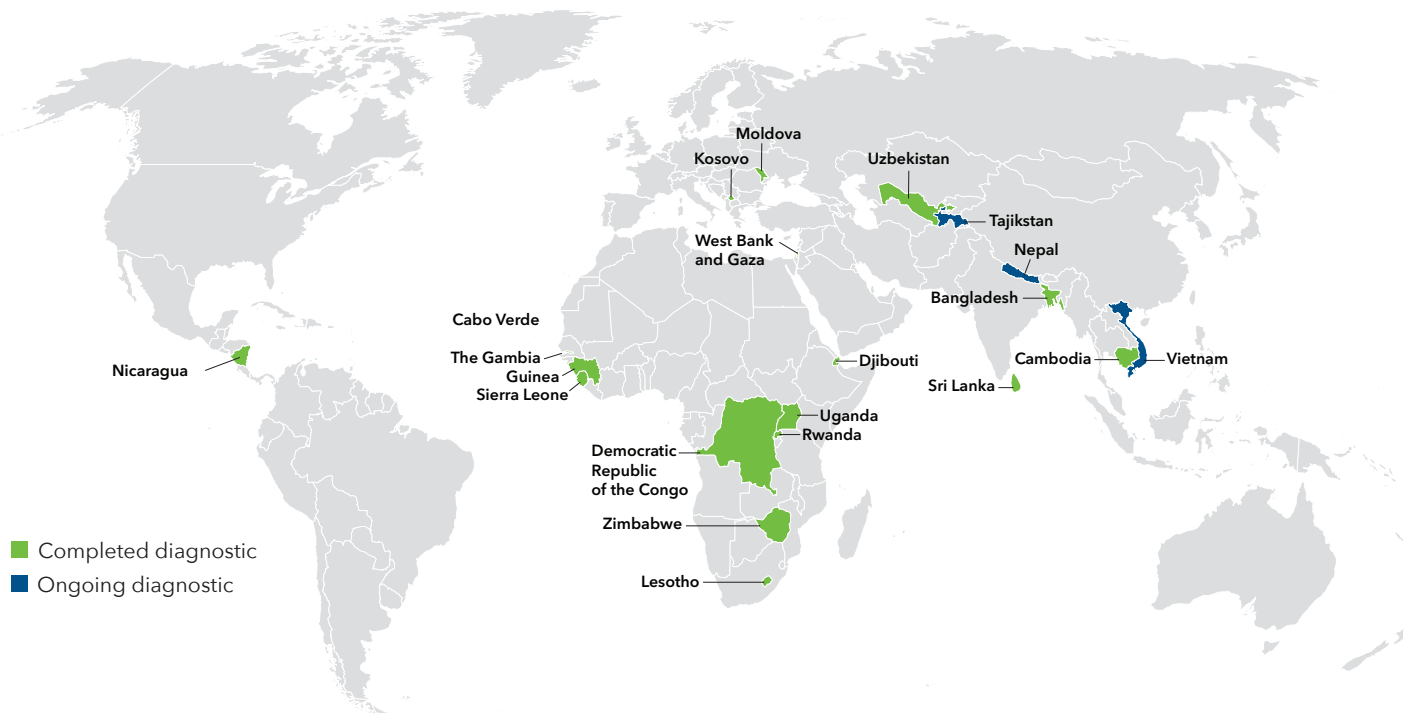 Moldova
Kosovo
Uzbekistan
Tajikstan
West Bank
and Gaza
Nepal
Bangladesh
Cabo Verde
The Gambia
Guinea
Sierra Leone
Nicaragua
Djibouti
Cambodia
Vietnam
Sri Lanka
Uganda
Rwanda
Democratic
Republic
of the Congo
Zimbabwe
Lesotho
Completed diagnostic
Ongoing diagnostic